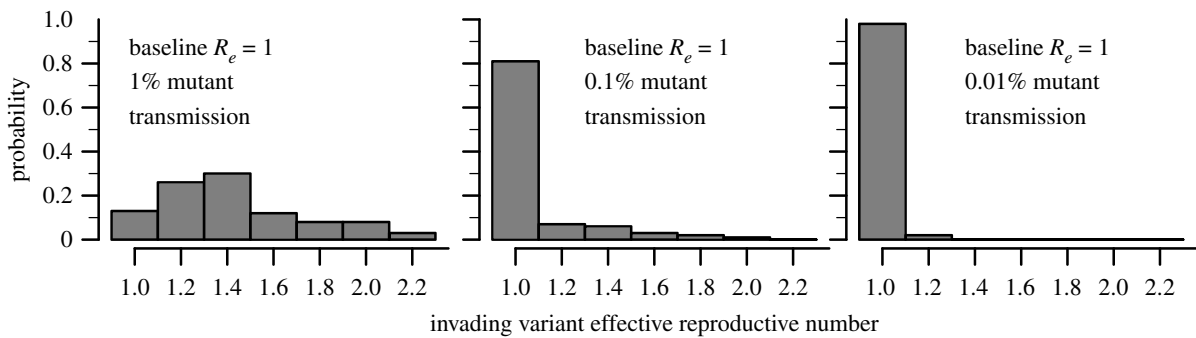 1.0
0.8
0.6
0.4
0.2
0
probability
baseline Re = 1
1% mutant
transmission
baseline Re = 1
0.1% mutant
transmission
baseline Re = 1
0.01% mutant
transmission
1.0 1.2 1.4 1.6 1.8 2.0 2.2
1.0 1.2 1.4 1.6 1.8 2.0 2.2
1.0 1.2 1.4 1.6 1.8 2.0 2.2
invading variant effective reproductive number